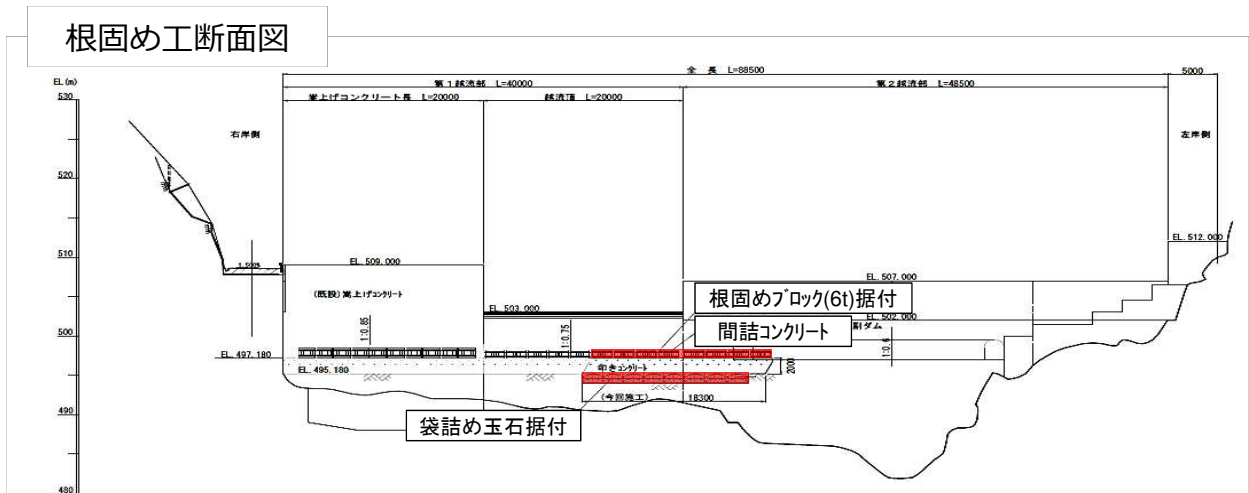 根固め工断面図
全 長 L=88500
5000
EL(m)
第1越流部 L=40000
第2越流部 L=48500
530
嵩上げコンクリート長 L=20000
越流頂 L=20000
右岸側
左岸側
520
510
EL.512.000
EL.509.000
EL.507.000
(既設)嵩上げコンクリート
根固めブロック(6t)据付
EL.503.000
EL.502.000
間詰コンクリート
副ダム
500
1:0.85
1:0.75
1:0.6
EL.497.180
EL.495.180
叩きコンクリート
2000
(今回施工)
18300
490
袋詰め玉石据付
480